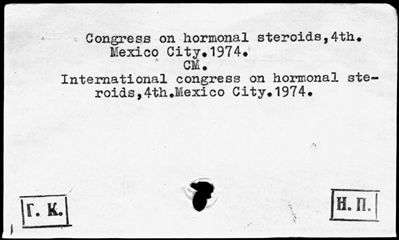 Congress on hormonal steroids,4th.
Mexico City.1974.
CM.
International congress on hormonal ste-
roids,4th.Mexico City.1974.
Г. К.
Н. П.